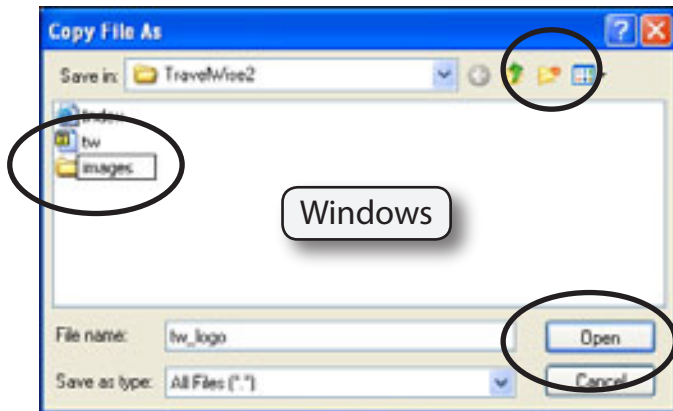 Copy File As
Save in: TravelWise2
Index
tw
images
Windows
File name: tw_logo Open
Save as type: All Files (*.*) Cancel